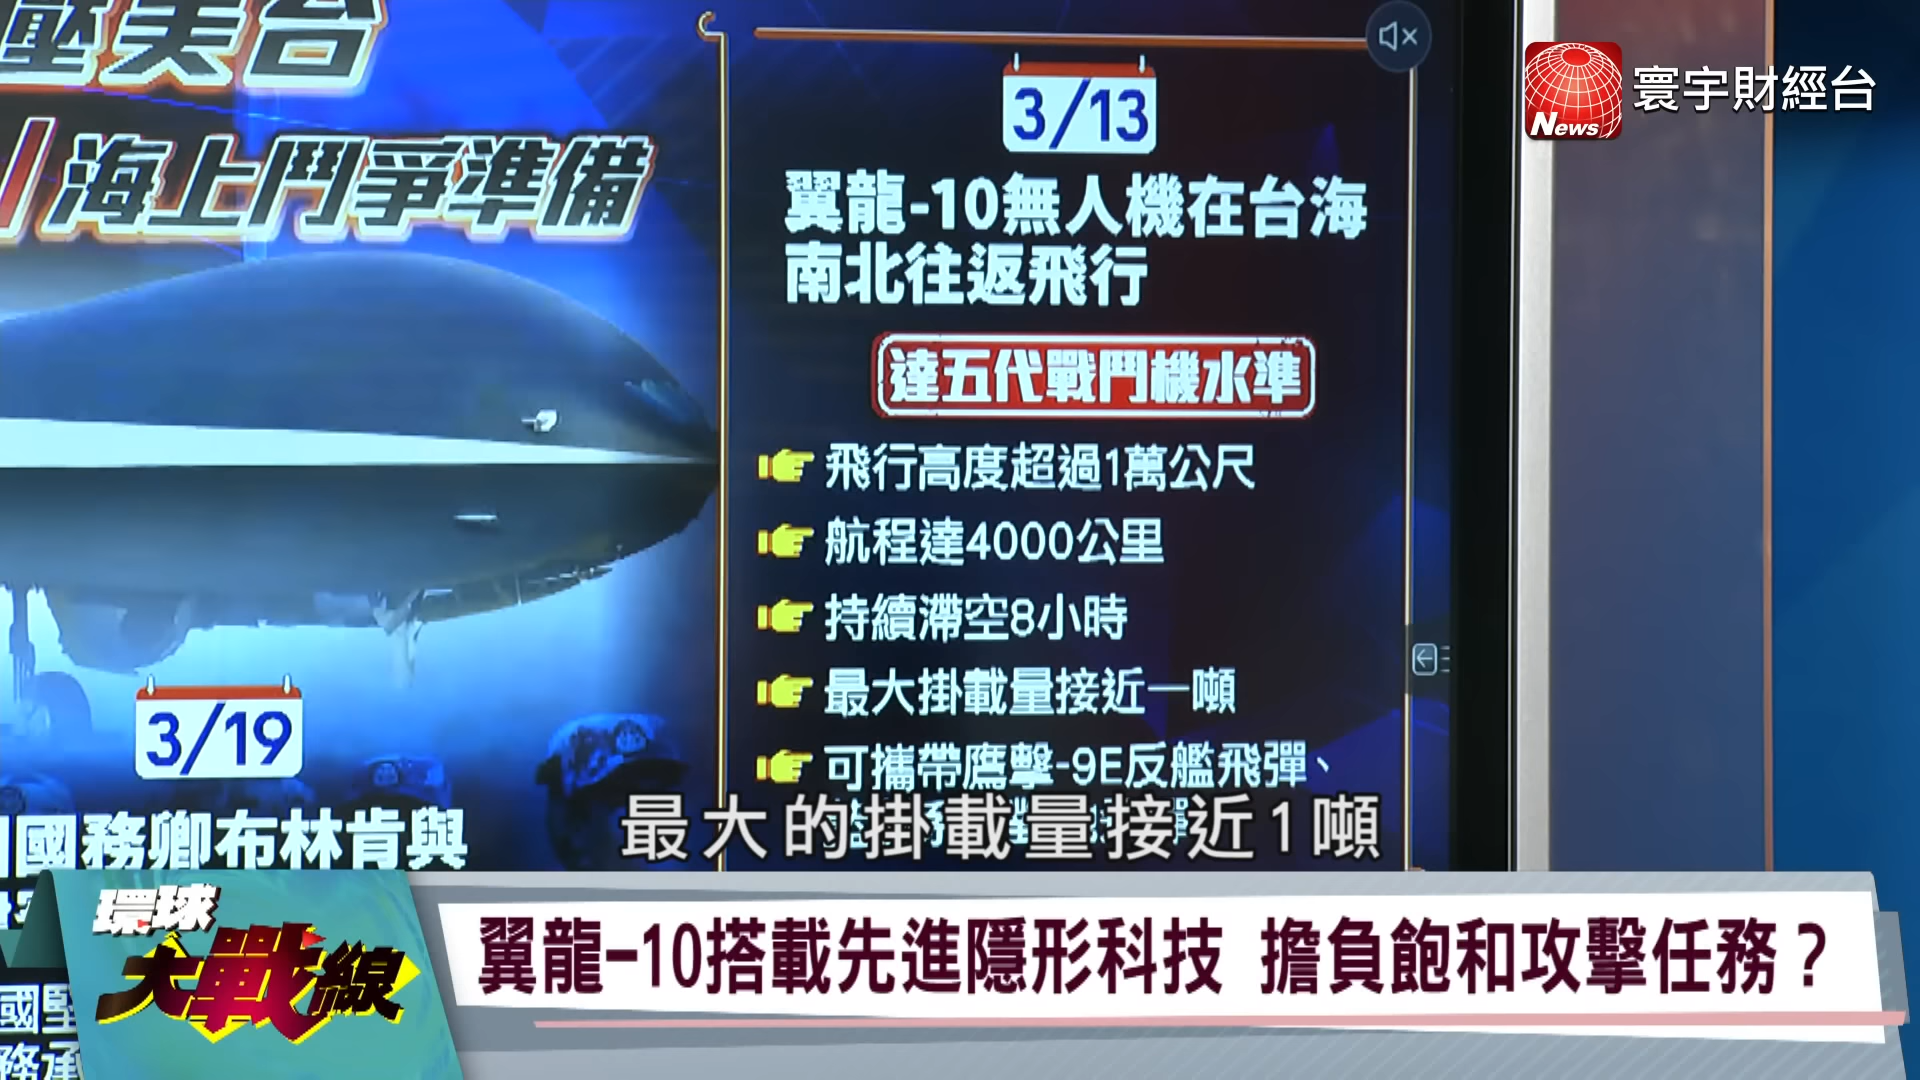 壓美台
海上鬥爭準備
3/13
翼龍-10無人機在台海
南北往返飛行
達五代戰鬥機水準
飛行高度超過1萬公尺
航程達4000公里
持續滯空8小時
最大掛載量接近一噸
可攜帶鷹擊-9E反艦飛彈、
3/19
國國務卿布林肯與
國堅
務承
News
寰宇財經台
最大的掛載量接近1噸
環球
大戰線
翼龍-10搭載先進隱形科技 擔負飽和攻擊任務？